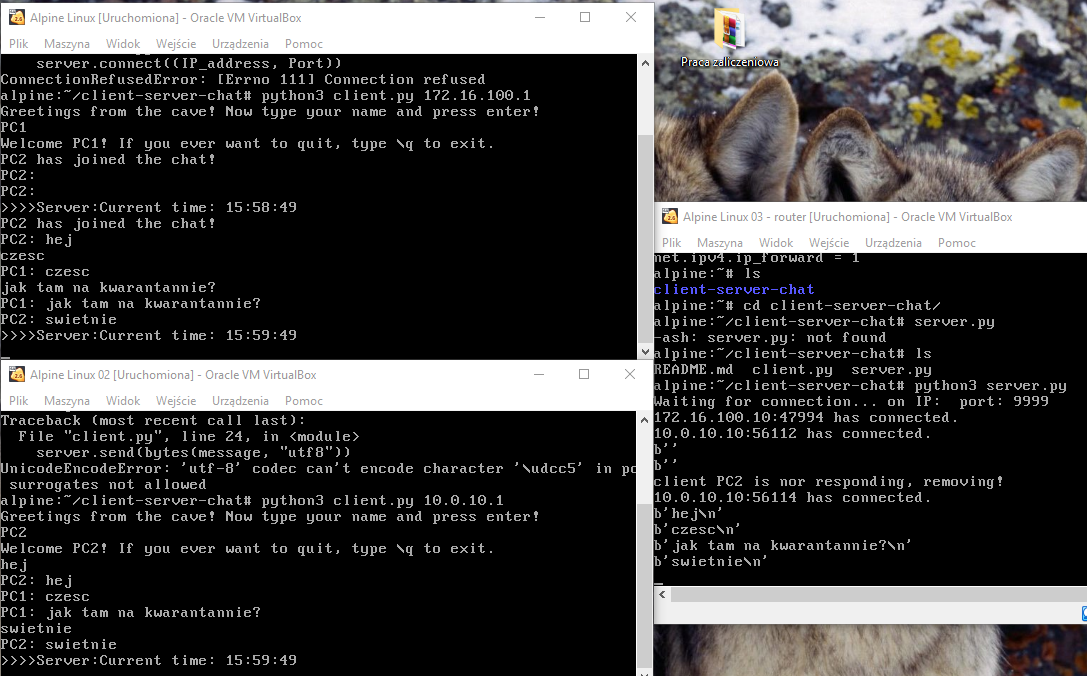 Alpine Linux [Uruchomiona] - Oracle VM VirtualBox
Plik Maszyna Widok Wejście Urządzenia Pomoc
server.connect((IP_address, Port))
ConnectionRefusedError: [Errno 111] Connection refused
alpine:~/client-server-chat# python3 client.py 172.16.100.1
Greetings from the cave! Now type your name and press enter!
PC1
Welcome PC1! If you ever want to quit, type \q to exit.
PC2 has joined the chat!
PC2:
PC2:
>>>>Server:Current time: 15:58:49
PC2 has joined the chat!
PC2: hej
czesc
PC1: czesc
jak tam na kwarantannie?
PC1: jak tam na kwarantannie?
PC2: swietnie
>>>>Server:Current time: 15:59:49
Alpine Linux 02 [Uruchomiona] - Oracle VM VirtualBox
Plik Maszyna Widok Wejście Urządzenia Pomoc
Traceback (most recent call last):
File "client.py", line 24, in <module>
server.send(bytes(message, "utf8"))
UnicodeEncodeError: 'utf-8' codec can't encode character '\udcc5' in po
surrogates not allowed
alpine:~/client-server-chat# python3 client.py 10.0.10.1
Greetings from the cave! Now type your name and press enter!
PC2
Welcome PC2! If you ever want to quit, type \q to exit.
hej
PC2: hej
PC1: czesc
PC1: jak tam na kwarantannie?
swietnie
PC2: swietnie
>>>>Server:Current time: 15:59:49
Praca zaliczeniowa
Alpine Linux 03 - router [Uruchomiona] - Oracle VM VirtualBox
Plik Maszyna Widok Wejście Urządzenia Pomoc
net.ipv4.ip_forward = 1
alpine:~# ls
client-server-chat
alpine:~# cd client-server-chat/
alpine:~/client-server-chat# server.py
-ash: server.py: not found
alpine:~/client-server-chat# ls
README.md client.py server.py
alpine:~/client-server-chat# python3 server.py
Waiting for connection... on IP: port: 9999
172.16.100.10:47994 has connected.
10.0.10.10:56112 has connected.
b''
b''
client PC2 is nor responding, removing!
10.0.10.10:56114 has connected.
b'hej\n'
b'czesc\n'
b'jak tam na kwarantannie?\n'
b'swietnie\n'